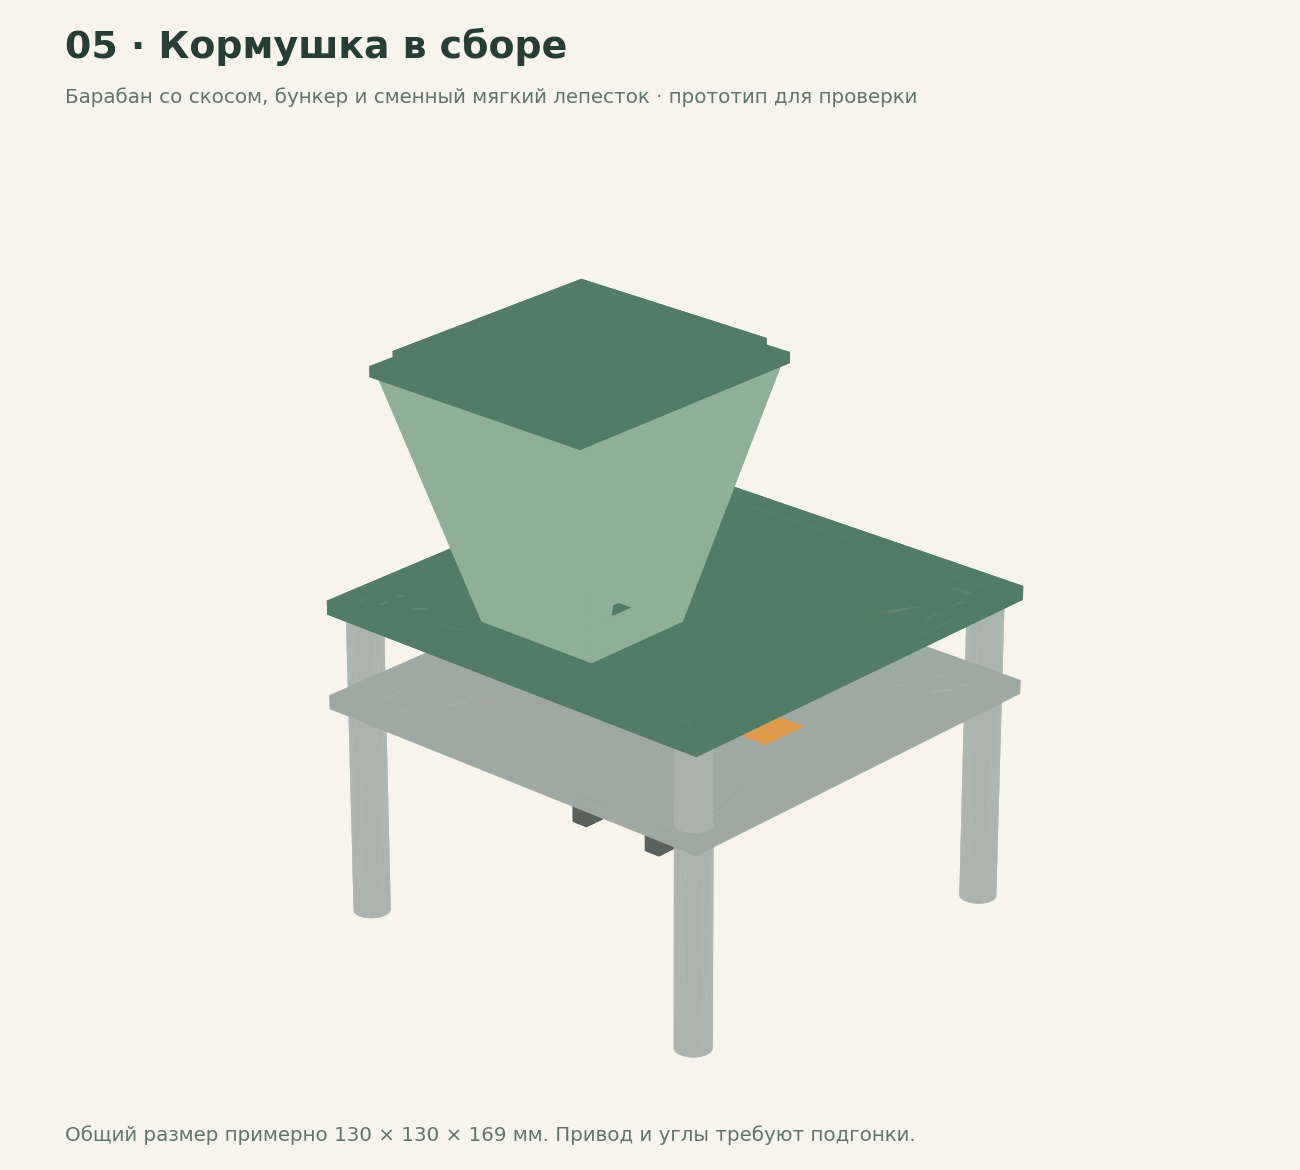 05 · Кормушка в сборе
Барабан со скосом, бункер и сменный мягкий лепесток · прототип для проверки
Общий размер примерно 130 × 130 × 169 мм. Привод и углы требуют подгонки.